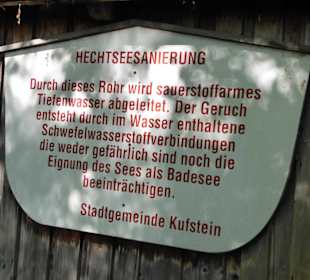 HECHTSEESANIERUNG
Durch dieses Rohr wird sauerstoffarmes
Tiefenwasser abgeleitet. Der Geruch
entsteht durch im Wasser enthaltene
Schwefelwasserstoffverbindungen
die weder gefährlich sind noch die
Eignung des Sees als Badesee
beeinträchtigen.
Stadtgemeinde Kufstein